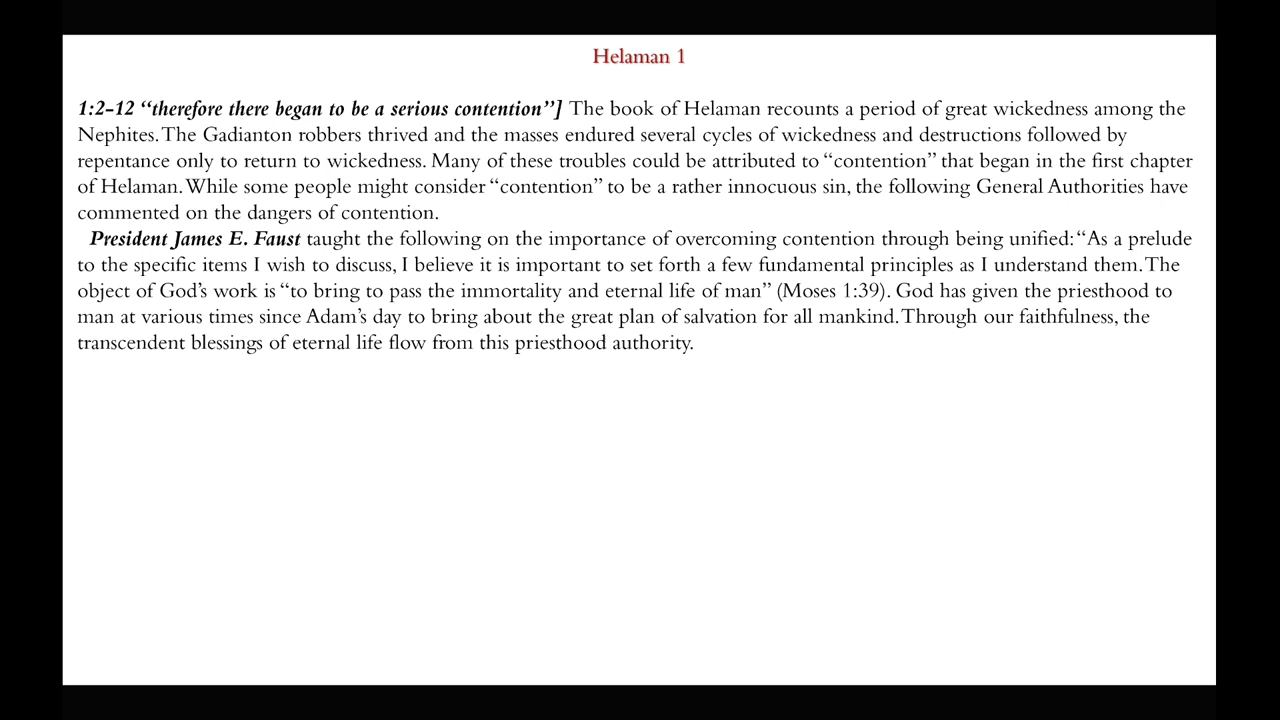 Helaman 1
1:2-12 “therefore there began to be a serious contention”] The book of Helaman recounts a period of great wickedness among the
Nephites. The Gadianton robbers thrived and the masses endured several cycles of wickedness and destructions followed by
repentance only to return to wickedness. Many of these troubles could be attributed to “contention” that began in the first chapter
of Helaman. While some people might consider “contention” to be a rather innocuous sin, the following General Authorities have
commented on the dangers of contention.
President James E. Faust taught the following on the importance of overcoming contention through being unified: “As a prelude
to the specific items I wish to discuss, I believe it is important to set forth a few fundamental principles as I understand them. The
object of God’s work is “to bring to pass the immortality and eternal life of man” (Moses 1:39). God has given the priesthood to
man at various times since Adam’s day to bring about the great plan of salvation for all mankind. Through our faithfulness, the
transcendent blessings of eternal life flow from this priesthood authority.